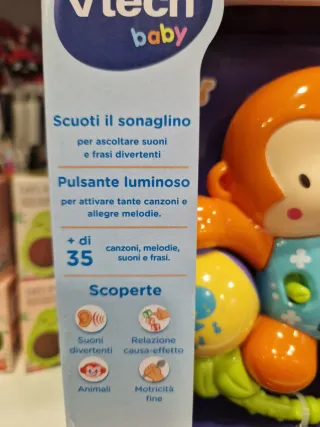 vtech
baby
Scuoti il sonaglino
per ascoltare suoni
e frasi divertenti
Pulsante luminoso
per attivare tante canzoni e
allegre melodie.
+ di
35
canzoni, melodie,
suoni e frasi.
Scoperte
Suoni
divertenti
Relazione
causa-effetto
Animali
Motricità
fine